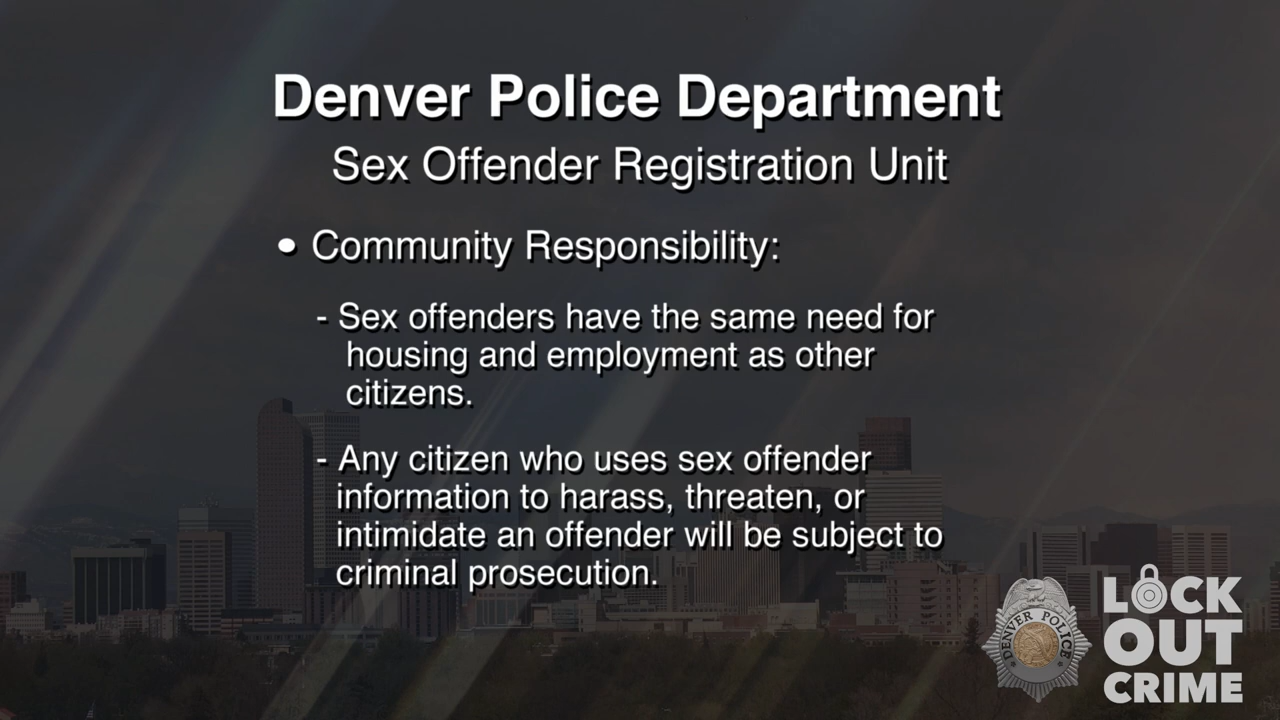 Denver Police Department
Sex Offender Registration Unit
• Community Responsibility:
- Sex offenders have the same need for
housing and employment as other
citizens.
- Any citizen who uses sex offender
information to harass, threaten, or
intimidate an offender will be subject to
criminal prosecution.
DENVER POLICE
LOCK
OUT
CRIME